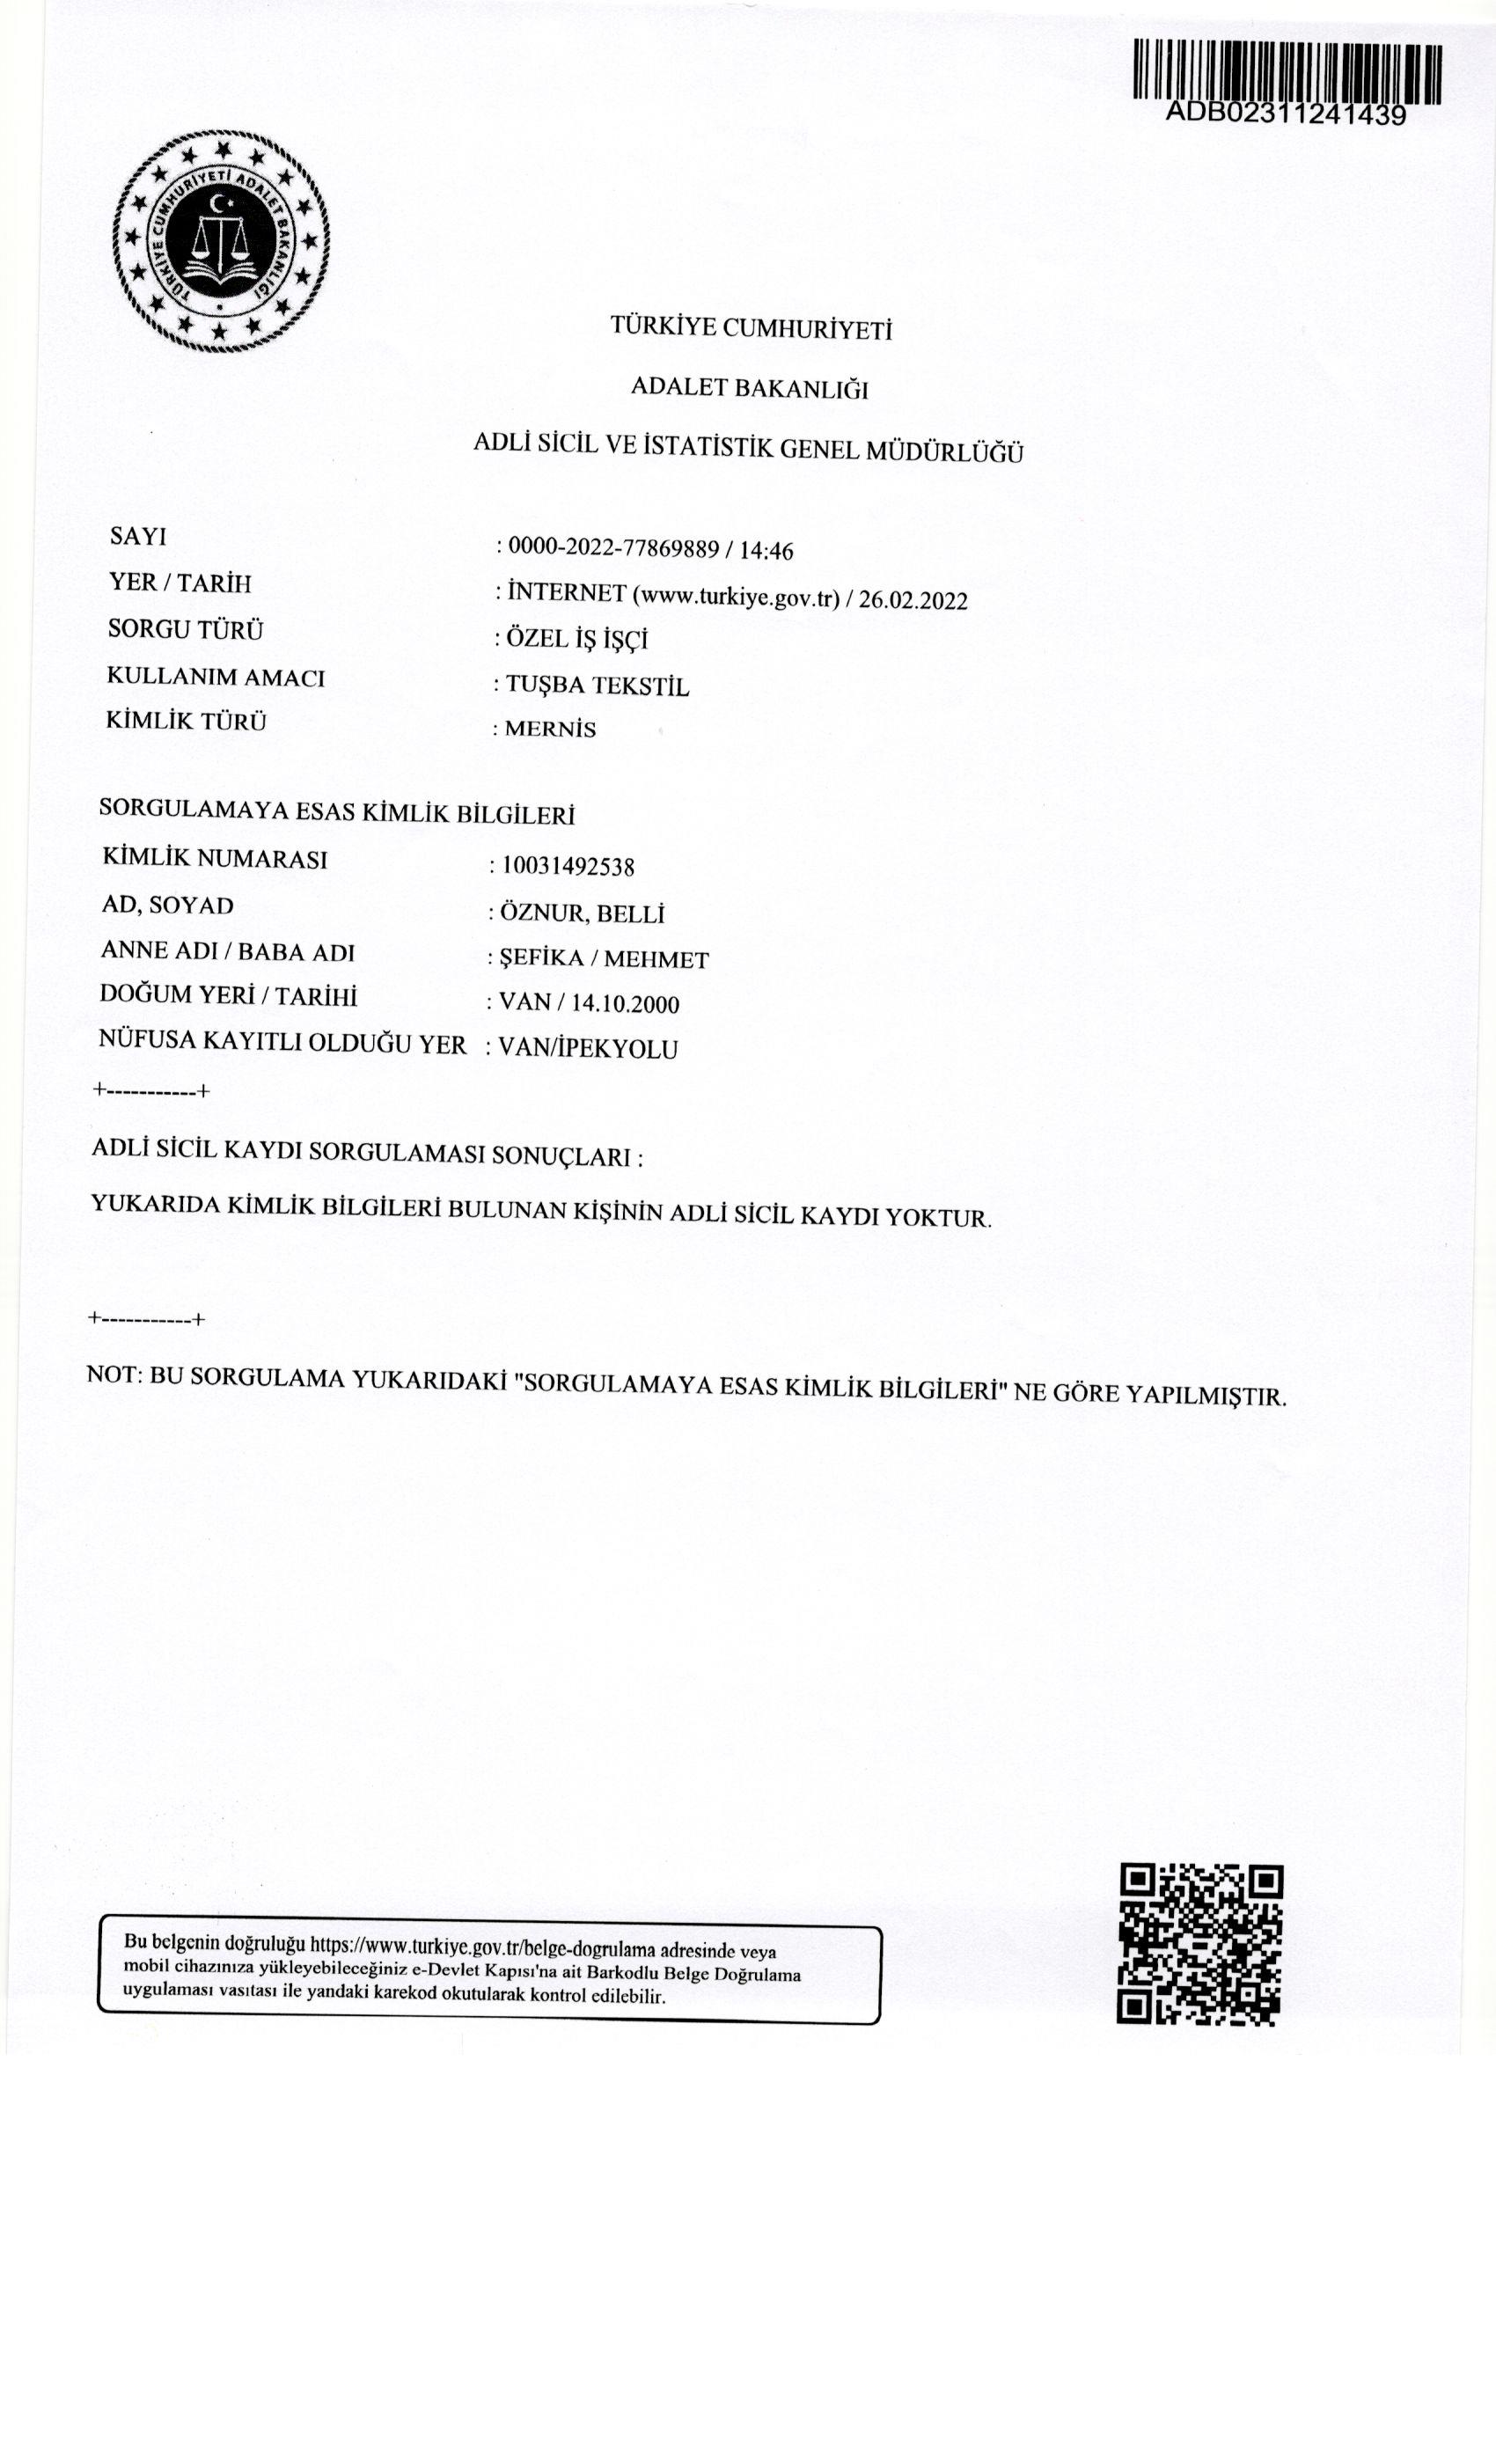 ADB02311241439
TÜRKİYE CUMHURİYETİ ADALET BAKANLIĞI
TÜRKİYE CUMHURİYETİ
ADALET BAKANLIĞI
ADLİ SİCİL VE İSTATİSTİK GENEL MÜDÜRLÜĞÜ
SAYI : 0000-2022-77869889 / 14:46
YER / TARİH : İNTERNET (www.turkiye.gov.tr) / 26.02.2022
SORGU TÜRÜ : ÖZEL İŞ İŞÇİ
KULLANIM AMACI : TUŞBA TEKSTİL
KİMLİK TÜRÜ : MERNİS
SORGULAMAYA ESAS KİMLİK BİLGİLERİ
KİMLİK NUMARASI : 10031492538
AD, SOYAD : ÖZNUR, BELLİ
ANNE ADI / BABA ADI : ŞEFİKA / MEHMET
DOĞUM YERİ / TARİHİ : VAN / 14.10.2000
NÜFUSA KAYITLI OLDUĞU YER : VAN/İPEKYOLU
+-----------+
ADLİ SİCİL KAYDI SORGULAMASI SONUÇLARI :
YUKARIDA KİMLİK BİLGİLERİ BULUNAN KİŞİNİN ADLİ SİCİL KAYDI YOKTUR.
+-----------+
NOT: BU SORGULAMA YUKARIDAKİ "SORGULAMAYA ESAS KİMLİK BİLGİLERİ" NE GÖRE YAPILMIŞTIR.
Bu belgenin doğruluğu https://www.turkiye.gov.tr/belge-dogrulama adresinde veya
mobil cihazınıza yükleyebileceğiniz e-Devlet Kapısı'na ait Barkodlu Belge Doğrulama
uygulaması vasıtası ile yandaki karekod okutularak kontrol edilebilir.